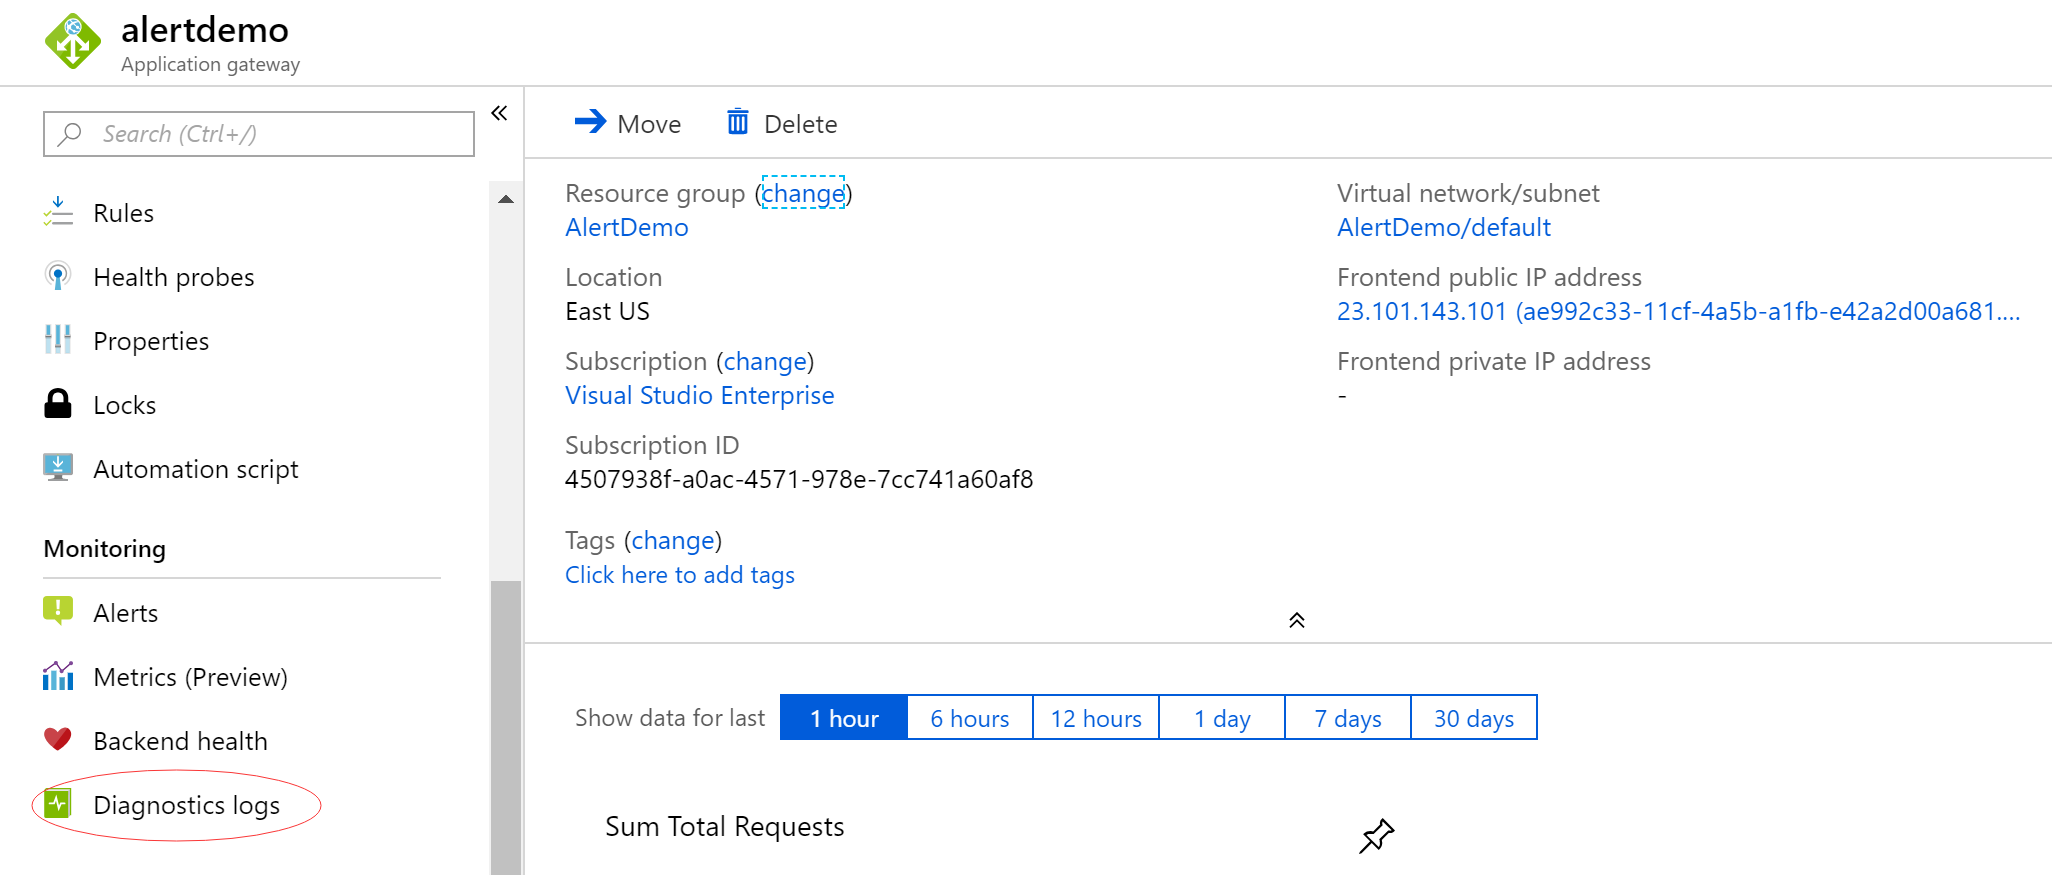 alertdemo
Application gateway
Search (Ctrl+/)
Rules
Health probes
Properties
Locks
Automation script
Monitoring
Alerts
Metrics (Preview)
Backend health
Diagnostics logs
Move Delete
Resource group (change)
AlertDemo
Location
East US
Subscription (change)
Visual Studio Enterprise
Subscription ID
4507938f-a0ac-4571-978e-7cc741a60af8
Tags (change)
Click here to add tags
Virtual network/subnet
AlertDemo/default
Frontend public IP address
23.101.143.101 (ae992c33-11cf-4a5b-a1fb-e42a2d00a681....
Frontend private IP address
-
Show data for last 1 hour 6 hours 12 hours 1 day 7 days 30 days
Sum Total Requests